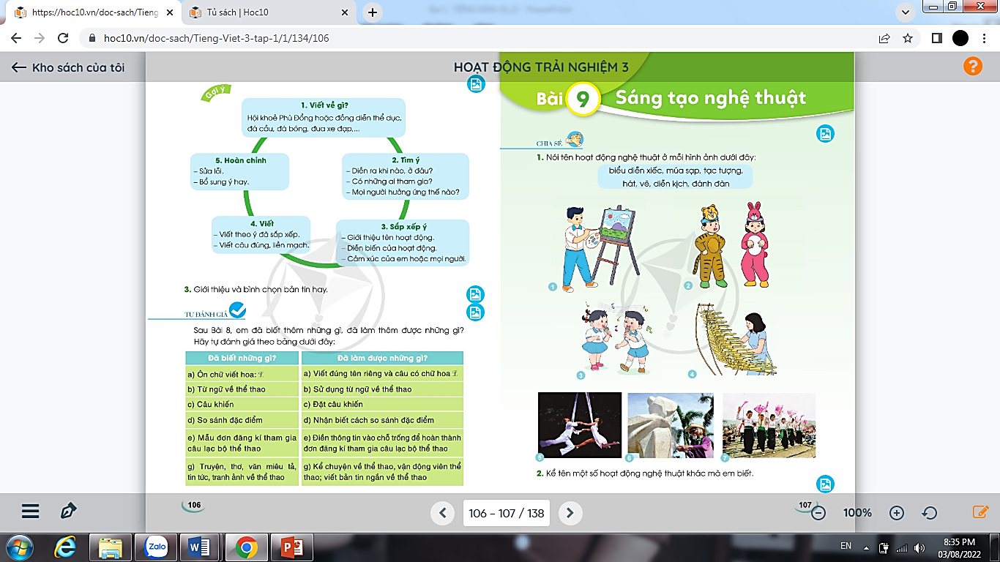 https://hoc10.vn/doc-sach/Tieng
Tủ sách | Hoc10
hoc10.vn/doc-sach/Tieng-Viet-3-tap-1/1/134/106
Kho sách của tôi
HOẠT ĐỘNG TRẢI NGHIỆM 3
Gợi ý
1. Viết về gì?
Hội khoẻ Phù Đổng hoặc đồng diễn thể dục,
đá cầu, đá bóng, đua xe đạp,...
2. Tìm ý
– Diễn ra khi nào, ở đâu?
– Có những ai tham gia?
– Mọi người hưởng ứng thế nào?
3. Sắp xếp ý
– Giới thiệu tên hoạt động.
– Diễn biến của hoạt động.
– Cảm xúc của em hoặc mọi người.
4. Viết
– Viết theo ý đã sắp xếp.
– Viết câu đúng, liền mạch.
5. Hoàn chỉnh
– Sửa lỗi.
– Bổ sung ý hay.
3. Giới thiệu và bình chọn bản tin hay.
TỰ ĐÁNH GIÁ
Sau Bài 8, em đã biết thêm những gì, đã làm thêm được những gì?
Hãy tự đánh giá theo bảng dưới đây:
Đã biết những gì? Đã làm được những gì?
a) Ôn chữ viết hoa: L a) Viết đúng tên riêng và câu có chữ hoa L
b) Từ ngữ về thể thao b) Sử dụng từ ngữ về thể thao
c) Câu khiến c) Đặt câu khiến
d) So sánh đặc điểm d) Nhận biết cách so sánh đặc điểm
e) Mẫu đơn đăng kí tham gia e) Điền thông tin vào chỗ trống để hoàn thành
câu lạc bộ thể thao đơn đăng kí tham gia câu lạc bộ thể thao
g) Truyện, thơ, văn miêu tả, g) Kể chuyện về thể thao, vận động viên thể
tin tức, tranh ảnh về thể thao thao; viết bản tin ngắn về thể thao
106
Bài 9 Sáng tạo nghệ thuật
CHIA SẺ
1. Nói tên hoạt động nghệ thuật ở mỗi hình ảnh dưới đây:
biểu diễn xiếc, múa sạp, tạc tượng,
hát, vẽ, diễn kịch, đánh đàn
1
2
3
4
5
6
7
2. Kể tên một số hoạt động nghệ thuật khác mà em biết.
107
106 – 107 / 138
100%
Zalo
EN
8:35 PM
03/08/2022